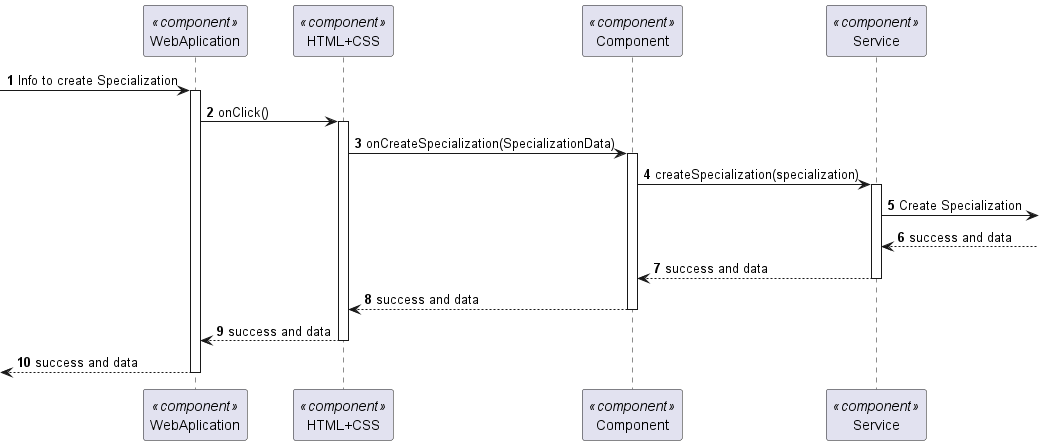 «component»
WebAplication
«component»
HTML+CSS
«component»
Component
«component»
Service
1 Info to create Specialization
2 onClick()
3 onCreateSpecialization(SpecializationData)
4 createSpecialization(specialization)
5 Create Specialization
6 success and data
7 success and data
8 success and data
9 success and data
10 success and data
«component»
WebAplication
«component»
HTML+CSS
«component»
Component
«component»
Service